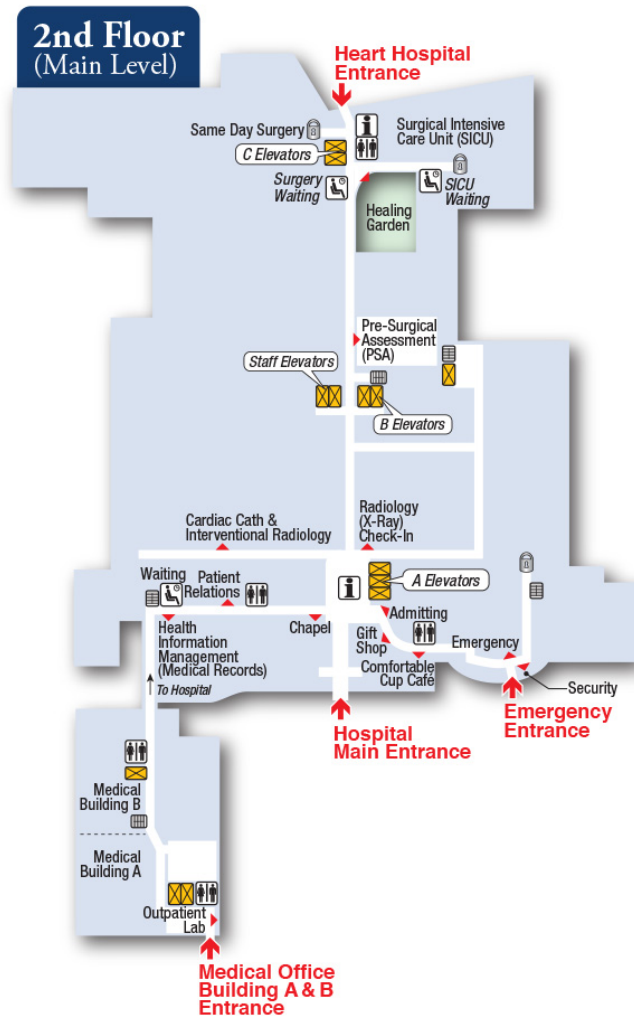 2nd Floor
(Main Level)
Heart Hospital
Entrance
Same Day Surgery
Surgical Intensive
Care Unit (SICU)
C Elevators
Surgery
Waiting
SICU
Waiting
Healing
Garden
Pre-Surgical
Assessment
(PSA)
Staff Elevators
B Elevators
Cardiac Cath &
Interventional Radiology
Radiology
(X-Ray)
Check-In
Waiting
Patient
Relations
A Elevators
Admitting
Health
Information
Management
(Medical Records)
Chapel
Gift
Shop
Emergency
Comfortable
Cup Café
To Hospital
Security
Hospital
Main Entrance
Emergency
Entrance
Medical
Building B
Medical
Building A
Outpatient
Lab
Medical Office
Building A & B
Entrance